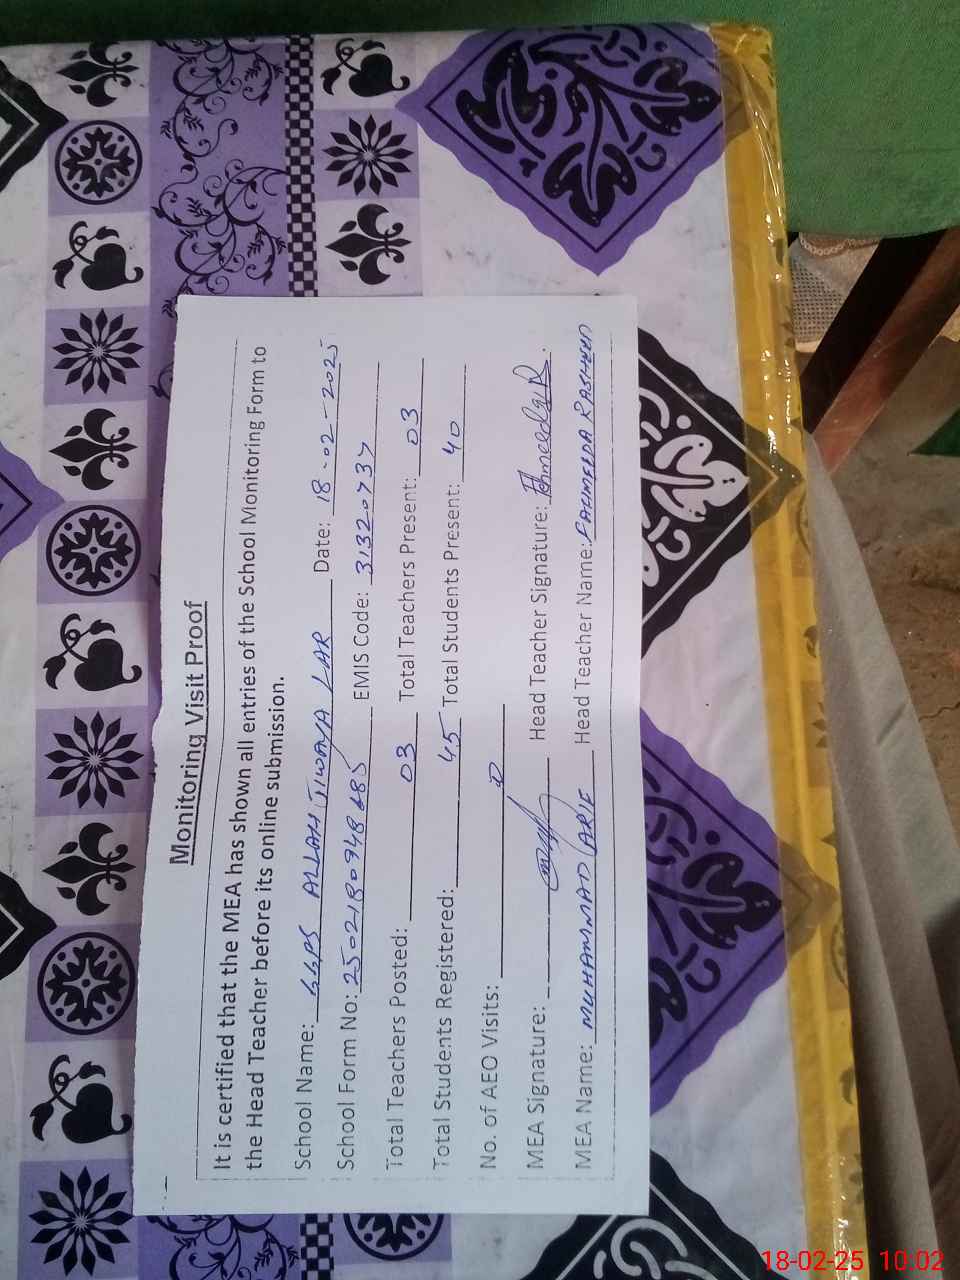 Monitoring Visit Proof
It is certified that the MEA has shown all entries of the School Monitoring Form to
the Head Teacher before its online submission.
School Name: GGPS ALLAH JIWAYA LAR Date: 18-02-2025
School Form No: EMIS Code: 31320737
Total Teachers Posted: 03 Total Teachers Present: 03
Total Students Registered: 45 Total Students Present: 40
No. of AEO Visits: 0
MEA Signature: Head Teacher Signature:
MEA Name: MUHAMMAD ARIF Head Teacher Name: FAHMEEDA RASHEED
18-02-25 10:02